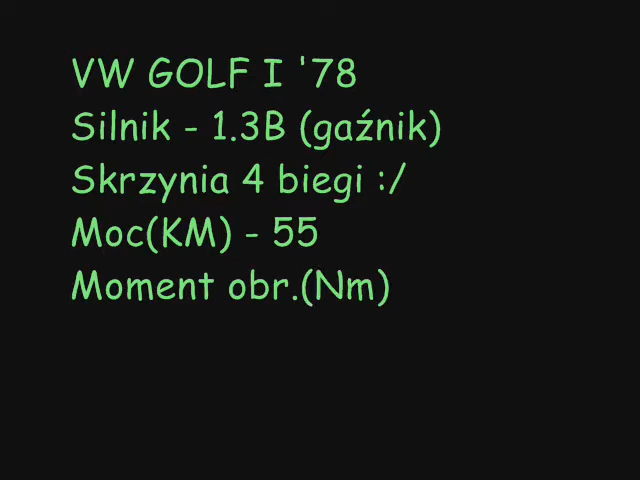 VW GOLF I '78
Silnik - 1.3B (gaźnik)
Skrzynia 4 biegi :/
Moc(KM) - 55
Moment obr.(Nm)